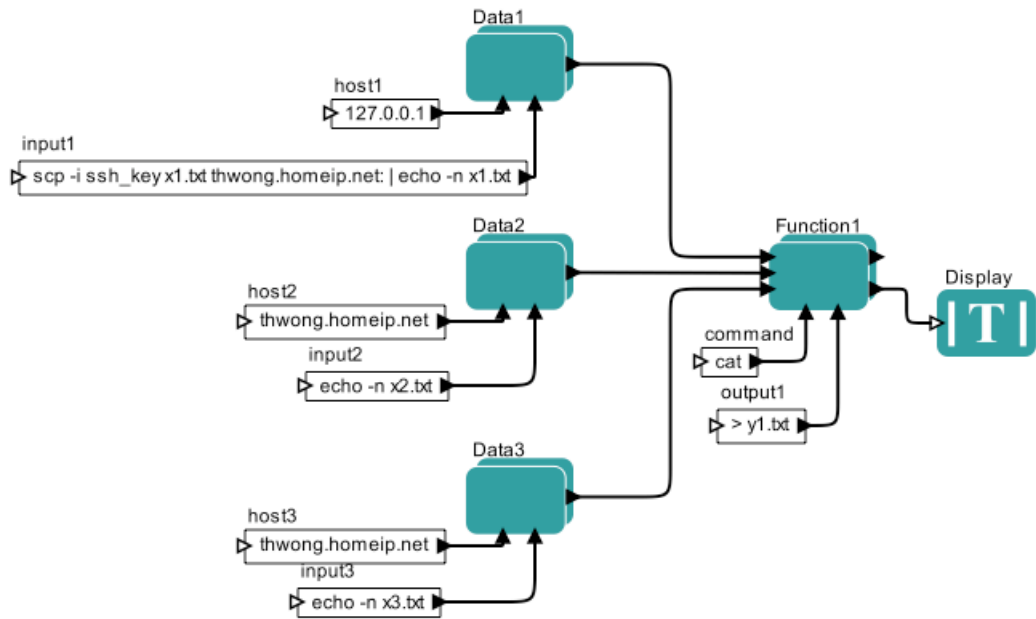 Data1
host1
127.0.0.1
input1
scp -i ssh_key x1.txt thwong.homeip.net: | echo -n x1.txt
Data2
Function1
host2
thwong.homeip.net
Display
T
input2
echo -n x2.txt
command
cat
output1
> y1.txt
Data3
host3
thwong.homeip.net
input3
echo -n x3.txt